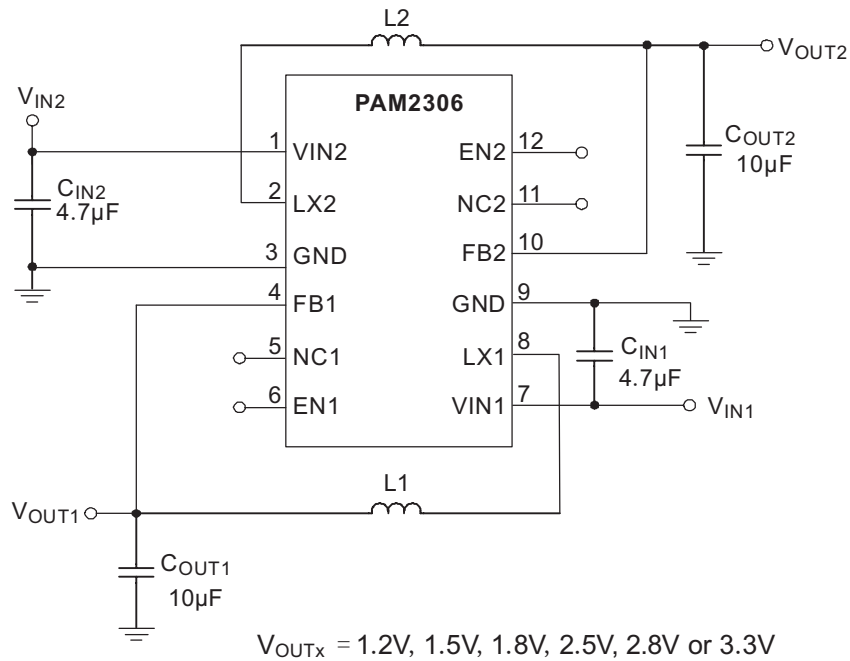 L2
VOUT2
VIN2
PAM2306
COUT2
10µF
CIN2
4.7µF
1 VIN2
EN2 12
2 LX2
NC2 11
3 GND
FB2 10
4 FB1
GND 9
5 NC1
LX1 8
CIN1
4.7µF
6 EN1
VIN1 7
VIN1
L1
VOUT1
COUT1
10µF
VOUTx = 1.2V, 1.5V, 1.8V, 2.5V, 2.8V or 3.3V